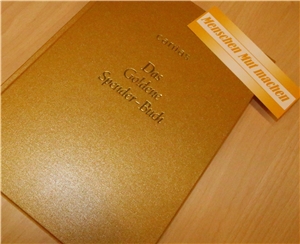 Das
Goldene
Spender-Buch
Menschen Mut machen